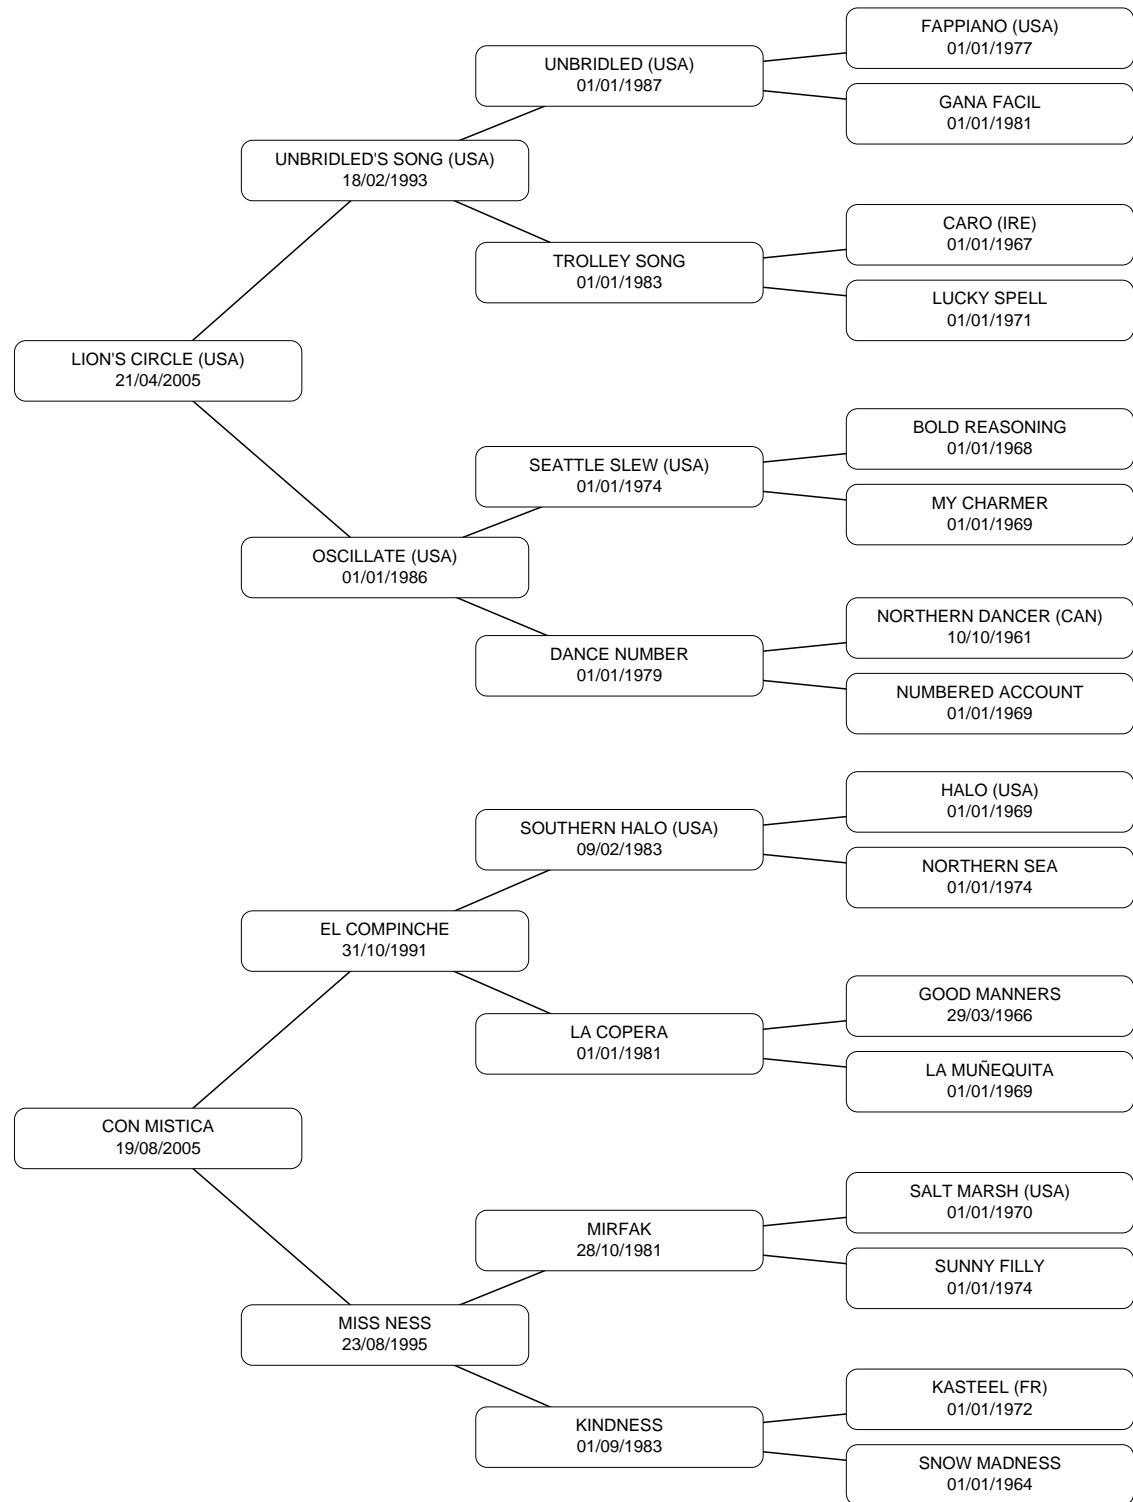 FAPPIANO (USA)
01/01/1977
UNBRIDLED (USA)
01/01/1987
GANA FACIL
01/01/1981
UNBRIDLED'S SONG (USA)
18/02/1993
CARO (IRE)
01/01/1967
TROLLEY SONG
01/01/1983
LUCKY SPELL
01/01/1971
LION'S CIRCLE (USA)
21/04/2005
BOLD REASONING
01/01/1968
SEATTLE SLEW (USA)
01/01/1974
MY CHARMER
01/01/1969
OSCILLATE (USA)
01/01/1986
NORTHERN DANCER (CAN)
10/10/1961
DANCE NUMBER
01/01/1979
NUMBERED ACCOUNT
01/01/1969
HALO (USA)
01/01/1969
SOUTHERN HALO (USA)
09/02/1983
NORTHERN SEA
01/01/1974
EL COMPINCHE
31/10/1991
GOOD MANNERS
29/03/1966
LA COPERA
01/01/1981
LA MUÑEQUITA
01/01/1969
CON MISTICA
19/08/2005
SALT MARSH (USA)
01/01/1970
MIRFAK
28/10/1981
SUNNY FILLY
01/01/1974
MISS NESS
23/08/1995
KASTEEL (FR)
01/01/1972
KINDNESS
01/09/1983
SNOW MADNESS
01/01/1964